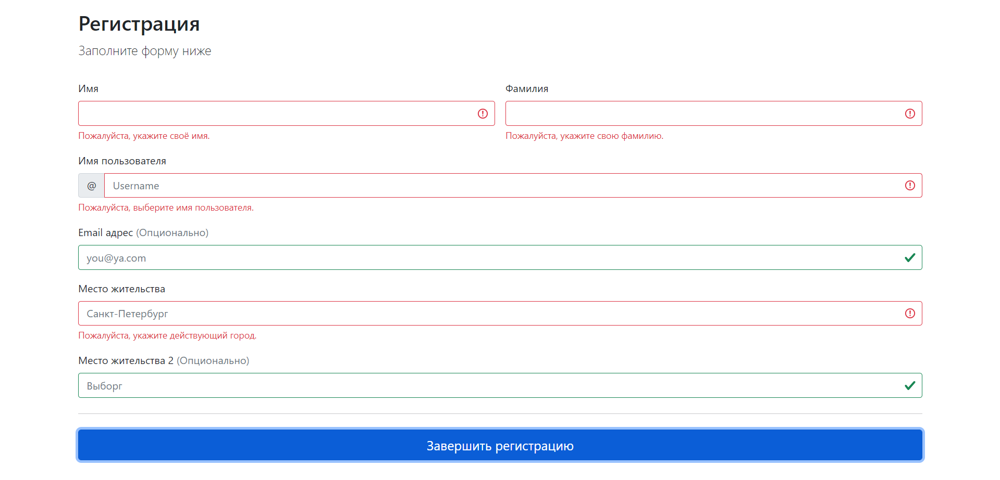 Регистрация
Заполните форму ниже
Имя
Фамилия
Пожалуйста, укажите своё имя.
Пожалуйста, укажите свою фамилию.
Имя пользователя
@ Username
Пожалуйста, выберите имя пользователя.
Email адрес (Опционально)
you@ya.com
Место жительства
Санкт-Петербург
Пожалуйста, укажите действующий город.
Место жительства 2 (Опционально)
Выборг
Завершить регистрацию